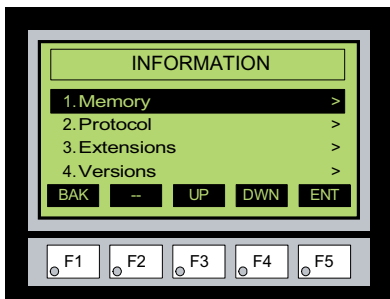 INFORMATION
1.Memory >
2.Protocol >
3.Extensions >
4.Versions >
BAK -- UP DWN ENT
F1 F2 F3 F4 F5